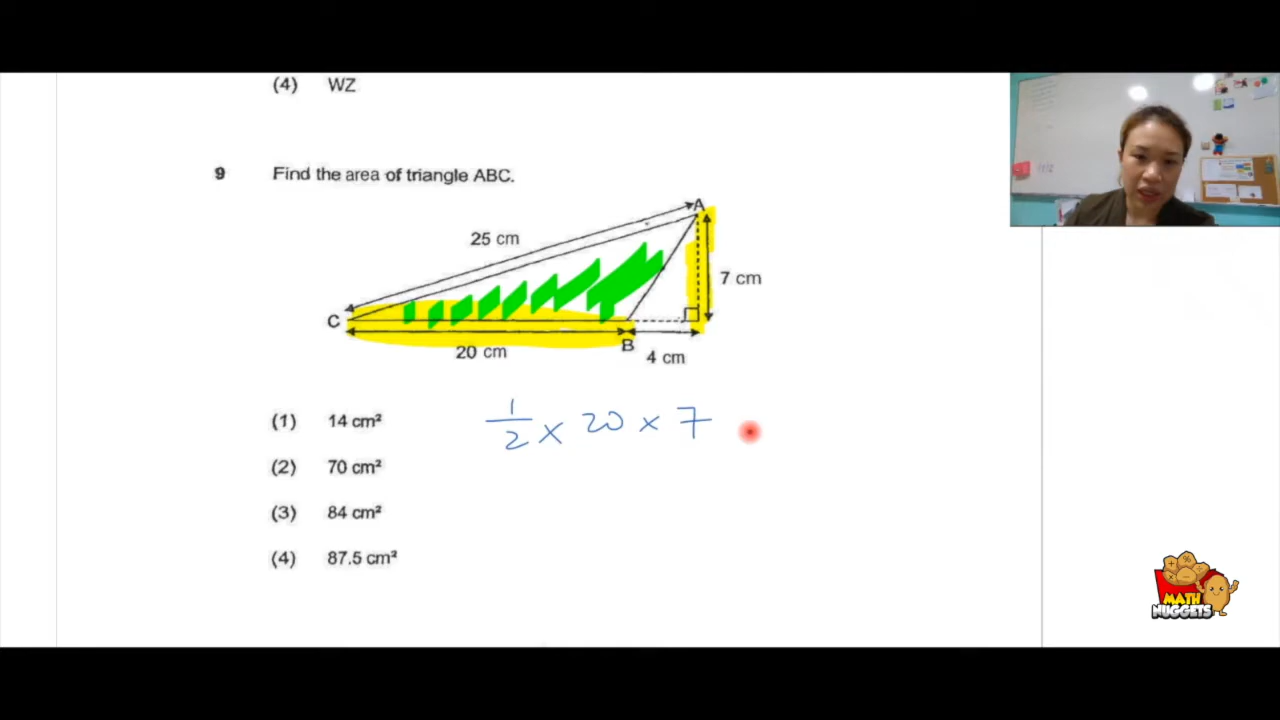 (4) WZ
9 Find the area of triangle ABC.
A
25 cm
7 cm
C
20 cm
B
4 cm
(1) 14 cm²
1/2 × 20 × 7
(2) 70 cm²
(3) 84 cm²
(4) 87.5 cm²
MATH
NUGGETS